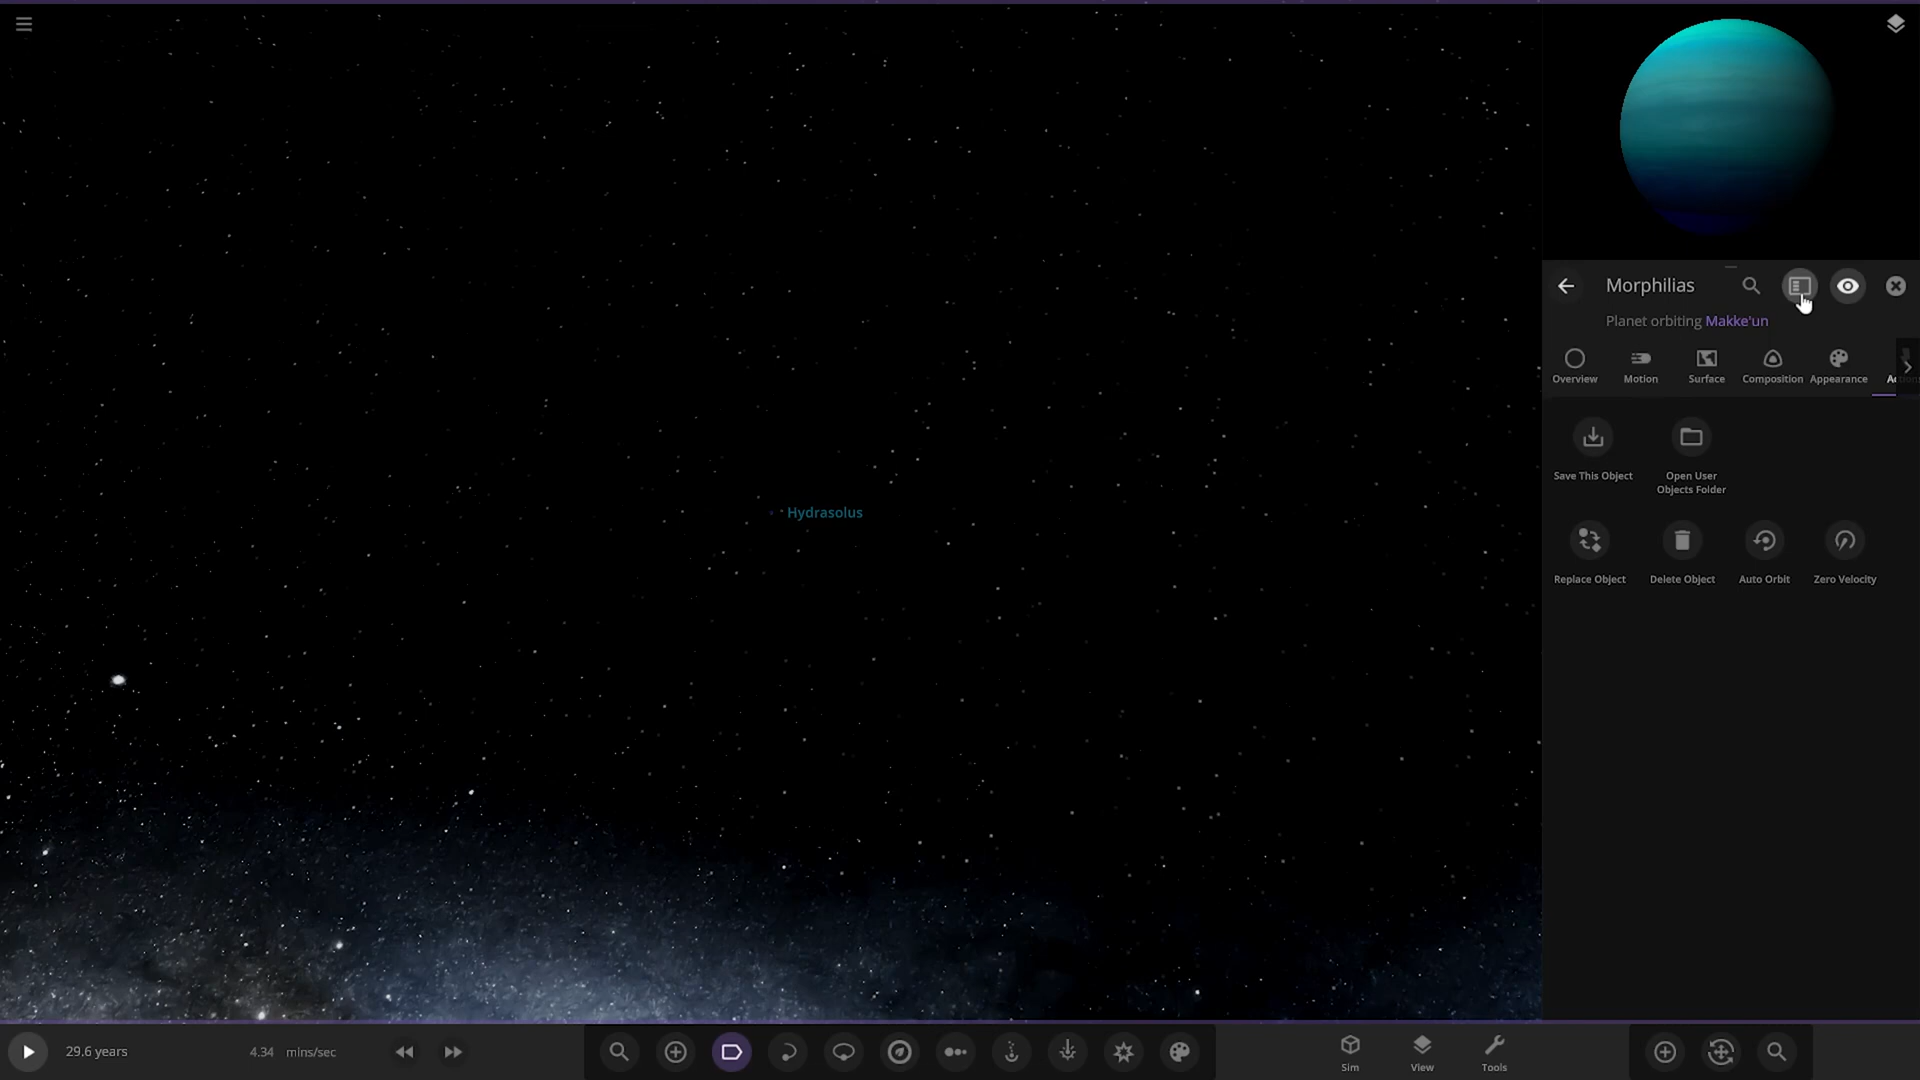 Morphilias
Planet orbiting Makke'un
Overview Motion Surface Composition Appearance
Save This Object Open User
Objects Folder
Hydrasolus
Replace Object Delete Object Auto Orbit Zero Velocity
29.6 years 4.34 mins/sec Sim View Tools